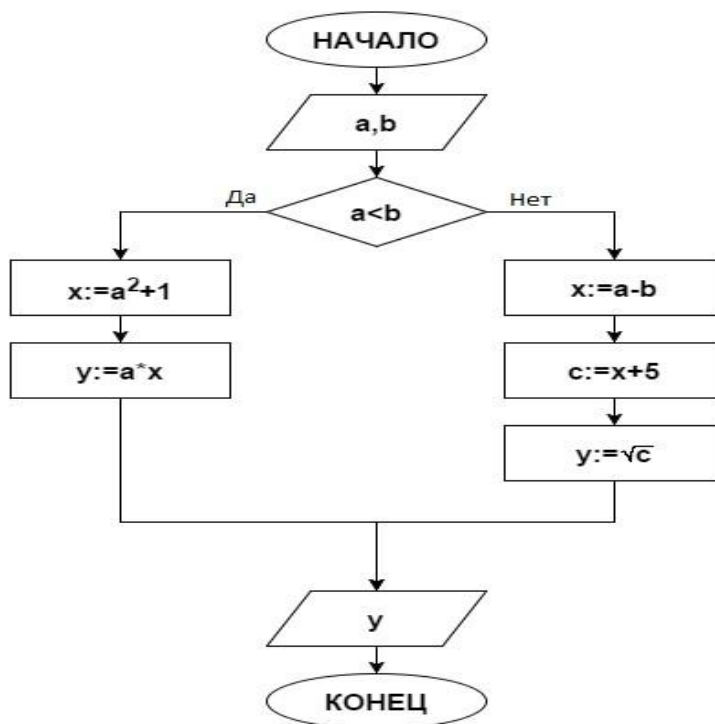 НАЧАЛО
a,b
a<b
Да
Нет
x:=a²+1
y:=a*x
x:=a-b
c:=x+5
y:=√c
y
КОНЕЦ